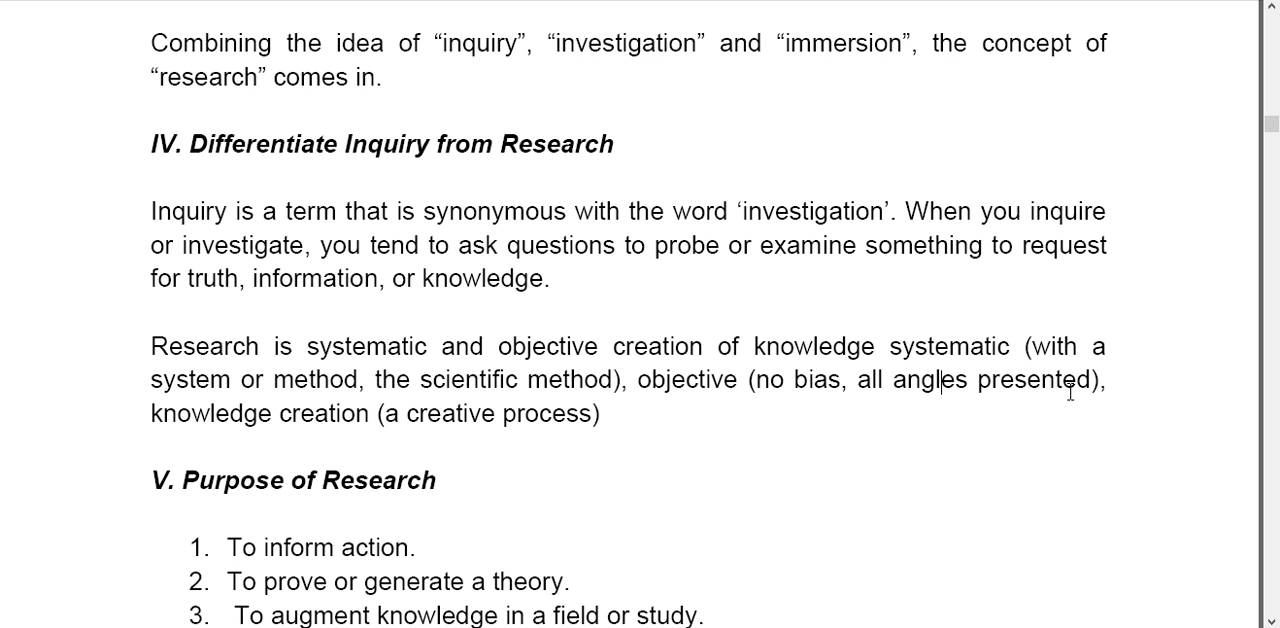 Combining the idea of “inquiry”, “investigation” and “immersion”, the concept of
“research” comes in.
IV. Differentiate Inquiry from Research
Inquiry is a term that is synonymous with the word ‘investigation’. When you inquire
or investigate, you tend to ask questions to probe or examine something to request
for truth, information, or knowledge.
Research is systematic and objective creation of knowledge systematic (with a
system or method, the scientific method), objective (no bias, all angles presented),
knowledge creation (a creative process)
V. Purpose of Research
1. To inform action.
2. To prove or generate a theory.
3. To augment knowledge in a field or study.